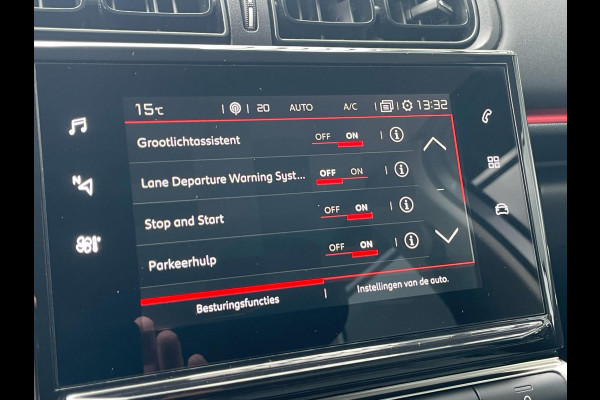 15°C 20 AUTO A/C 13:32
Grootlichtassistent OFF ON
Lane Departure Warning Syst... OFF ON
Stop and Start OFF ON
Parkeerhulp OFF ON
Besturingsfuncties Instellingen van de auto.
N